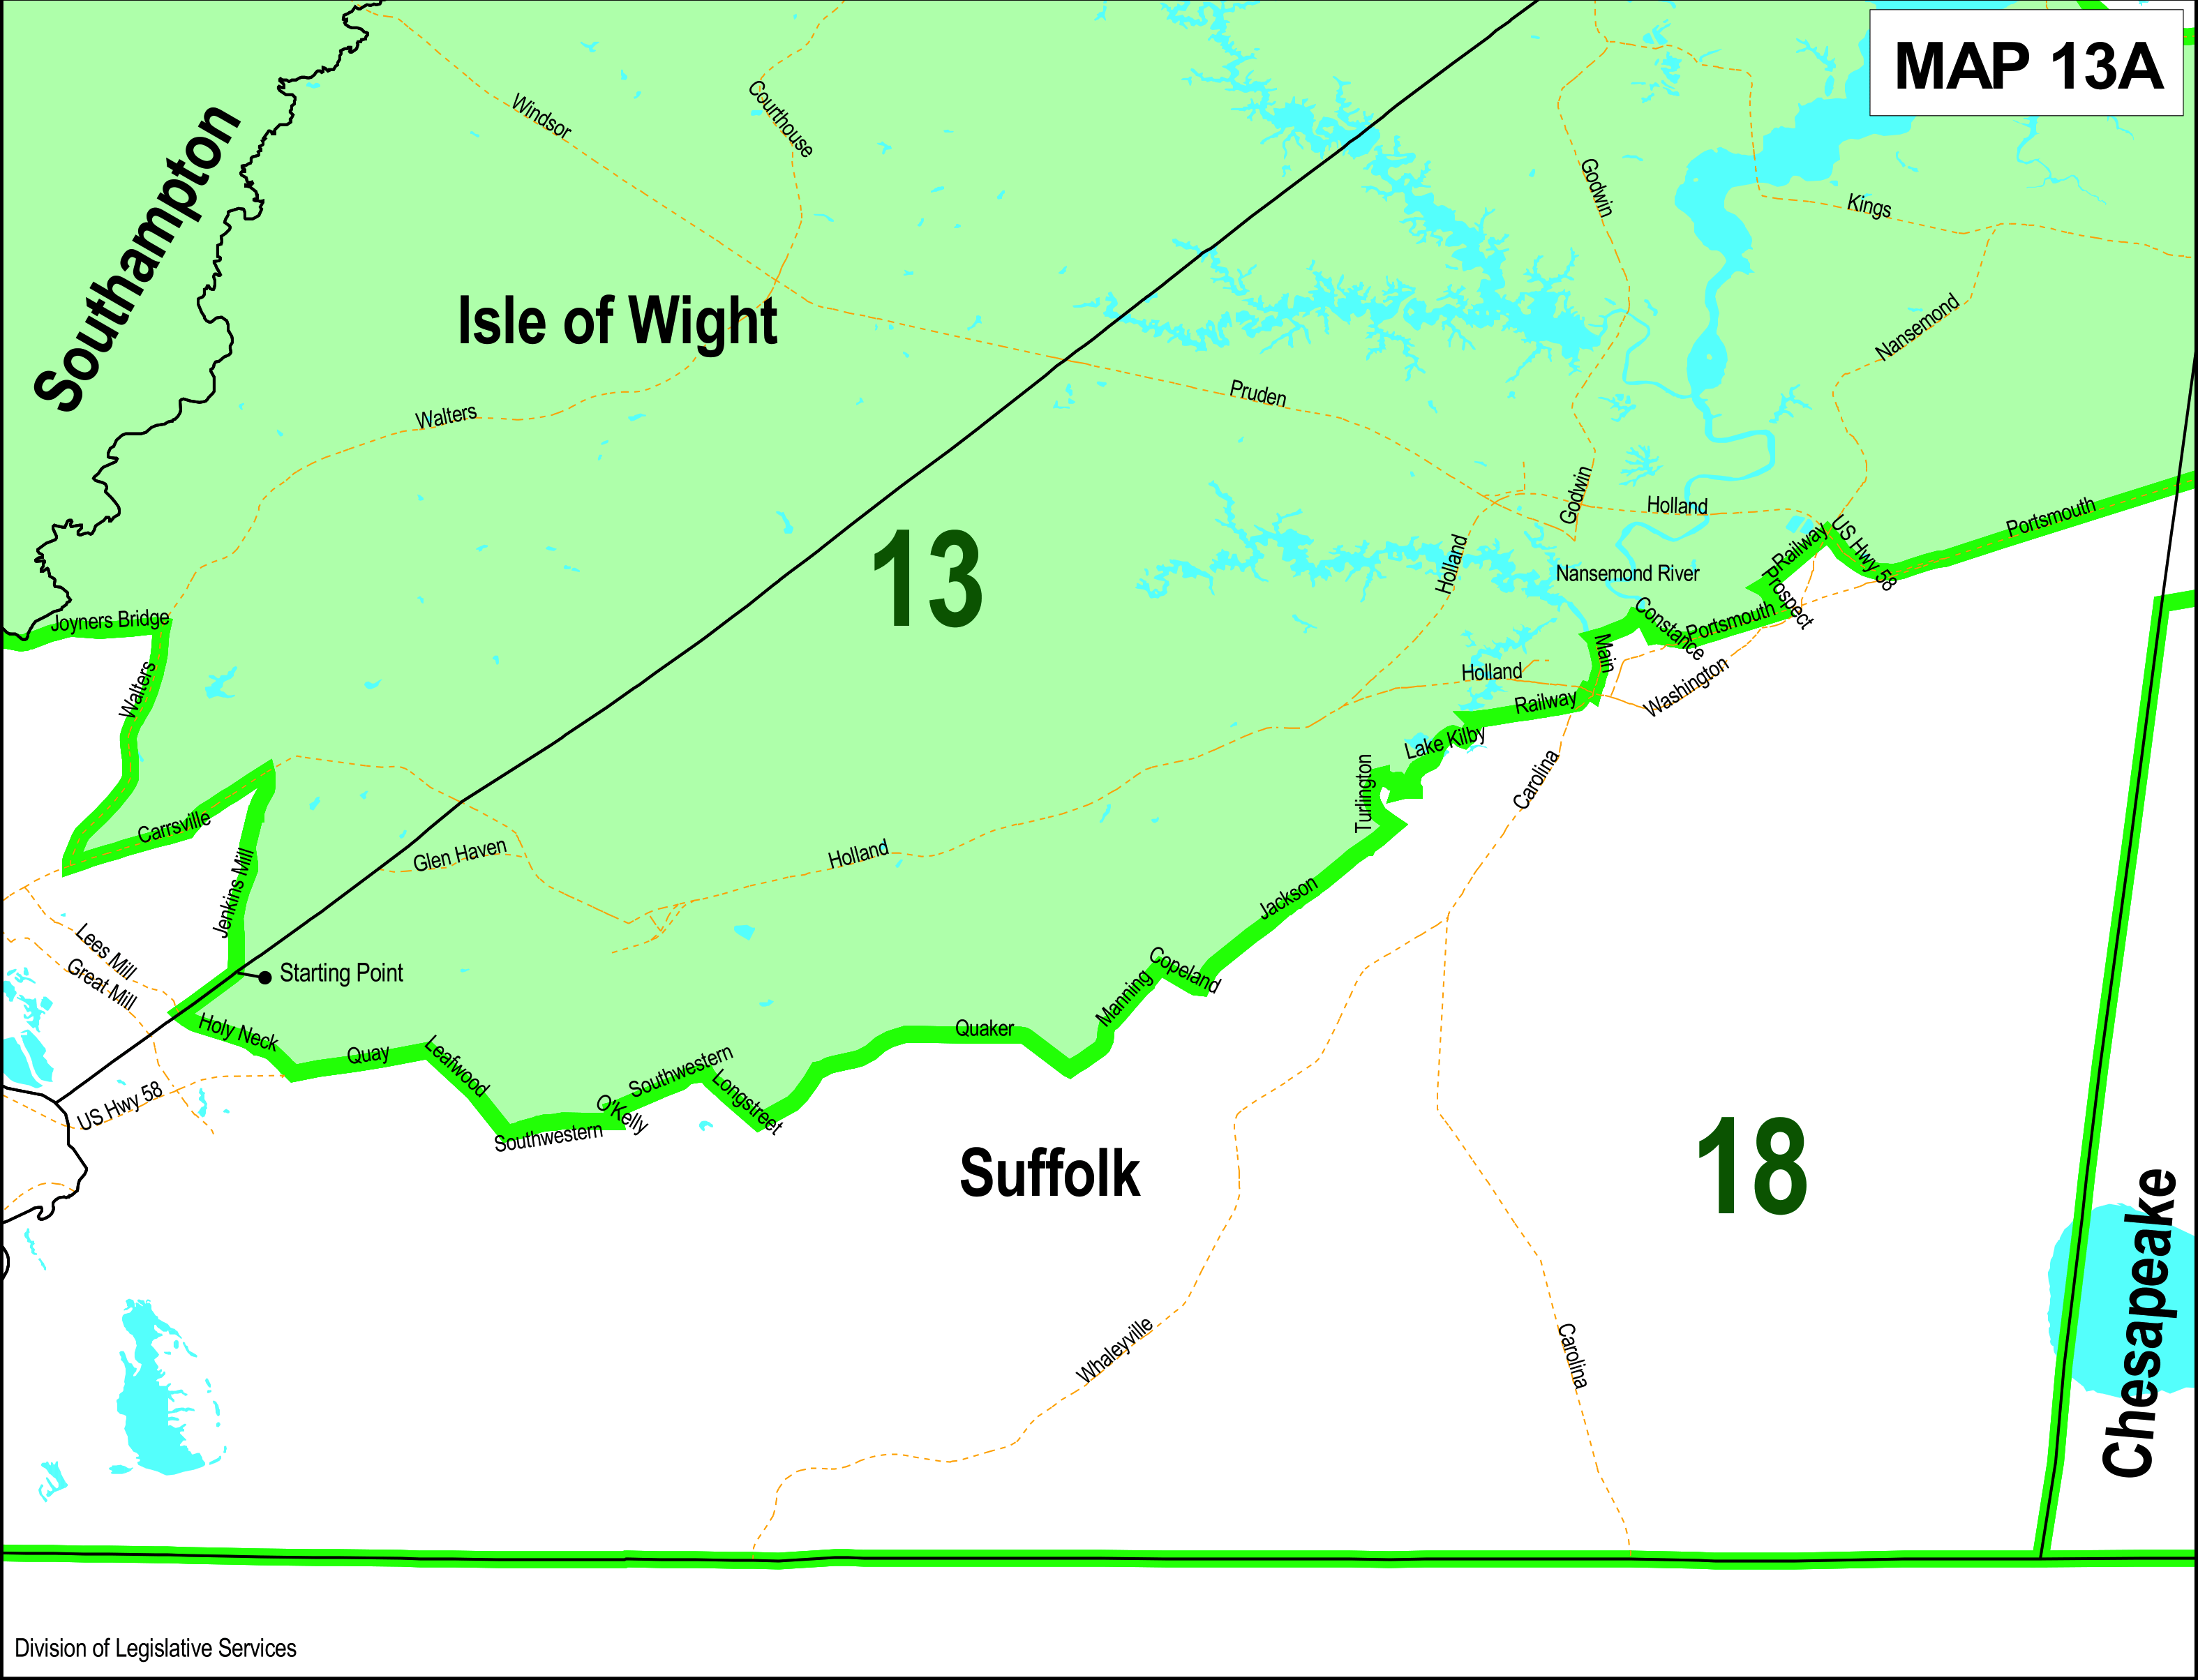 MAP 13A
Southampton
Windsor
Courthouse
Godwin
Kings
Isle of Wight
Nansemond
Walters
Pruden
Godwin
Holland
Portsmouth
13
Holland
Railway
US Hwy 58
Nansemond River
Prospect
Constance
Portsmouth
Joyners Bridge
Walters
Main
Holland
Washington
Railway
Lake Kilby
Turlington
Carolina
Carrsville
Glen Haven
Holland
Jenkins Mill
Jackson
Lees Mill
Great Mill
Starting Point
Copeland
Manning
Holy Neck
Quay
Leafwood
Quaker
Southwestern
Longstreet
US Hwy 58
O'Kelly
Southwestern
Suffolk
18
Chesapeake
Whaleyville
Carolina
Division of Legislative Services